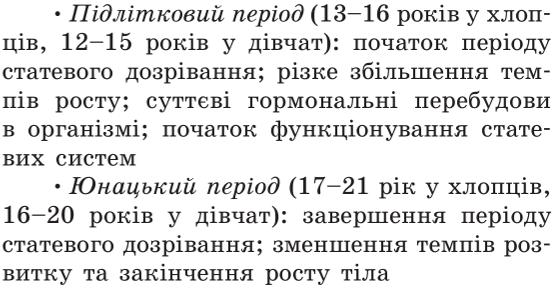 • Підлітковий період (13–16 років у хлоп-
ців, 12–15 років у дівчат): початок періоду
статевого дозрівання; різке збільшення тем-
пів росту; суттєві гормональні перебудови
в організмі; початок функціонування стате-
вих систем
• Юнацький період (17–21 рік у хлопців,
16–20 років у дівчат): завершення періоду
статевого дозрівання; зменшення темпів роз-
витку та закінчення росту тіла